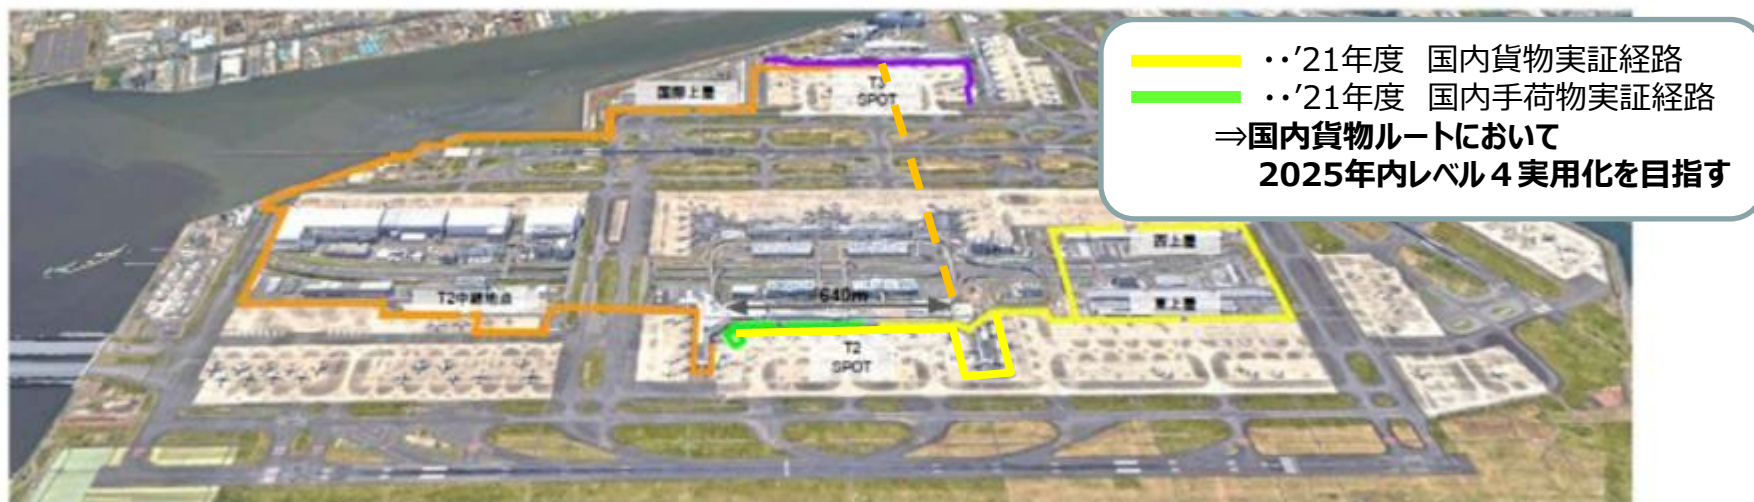 ‥’21年度 国内貨物実証経路
‥’21年度 国内手荷物実証経路
⇒国内貨物ルートにおいて
2025年内レベル４実用化を目指す
国際上屋
T3
SPOT
西上屋
T2中継地点
640m
東上屋
T2
SPOT